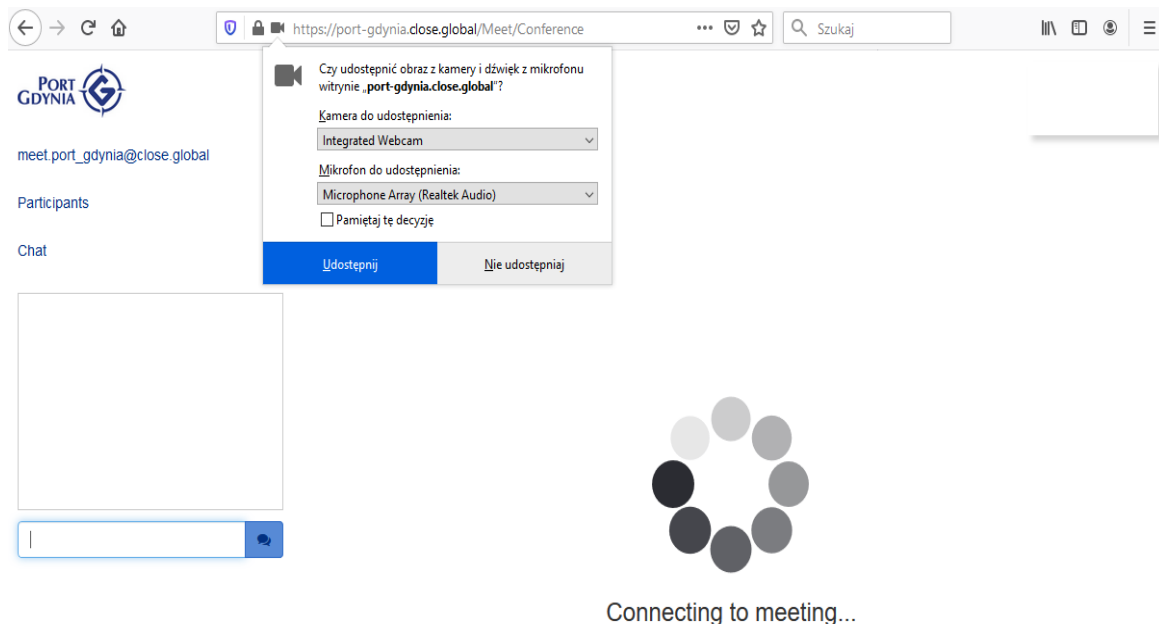 https://port-gdynia.close.global/Meet/Conference
Szukaj
PORT
GDYNIA
Czy udostępnić obraz z kamery i dźwięk z mikrofonu
witrynie „port-gdynia.close.global”?
Kamera do udostępnienia:
Integrated Webcam
Mikrofon do udostępnienia:
Microphone Array (Realtek Audio)
Pamiętaj tę decyzję
Udostępnij
Nie udostępniaj
meet.port_gdynia@close.global
Participants
Chat
Connecting to meeting...